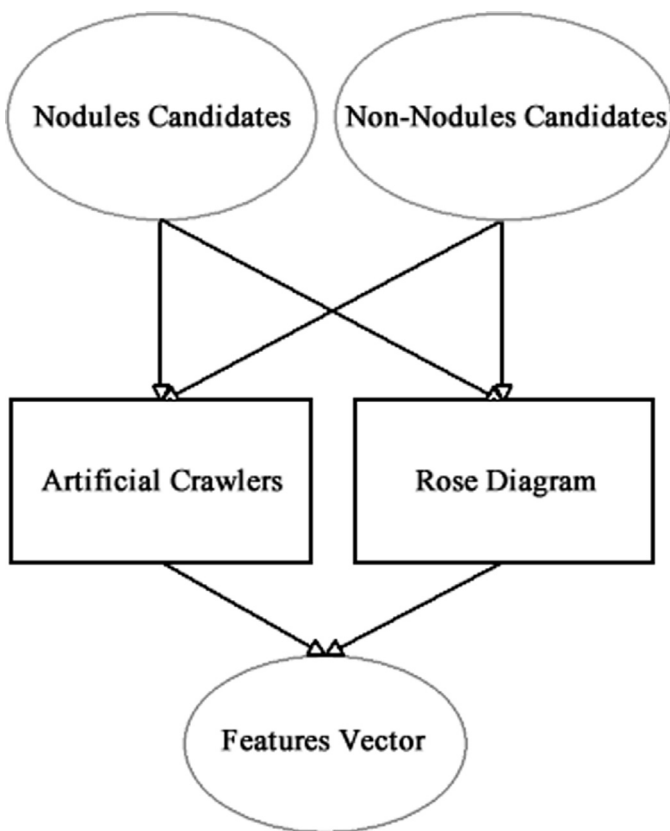 Nodules Candidates
Non-Nodules Candidates
Artificial Crawlers
Rose Diagram
Features Vector